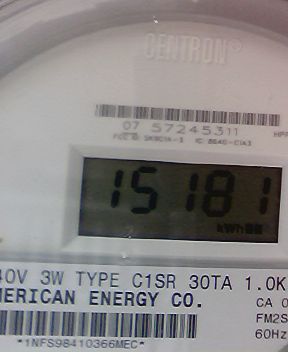 CENTRON®
07 57245311
15181
kWh
40V 3W TYPE C1SR 30TA 1.0K
MERICAN ENERGY CO.
CA 0
FM2S
60Hz
*1NFS98410366MEC*